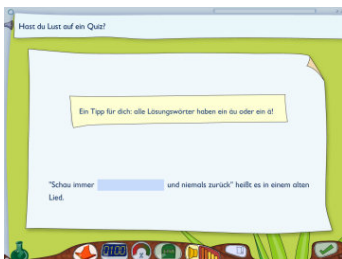 Hast du Lust auf ein Quiz?
Ein Tipp für dich: alle Lösungswörter haben ein äu oder ein ä!
"Schau immer und niemals zurück" heißt es in einem alten
Lied.